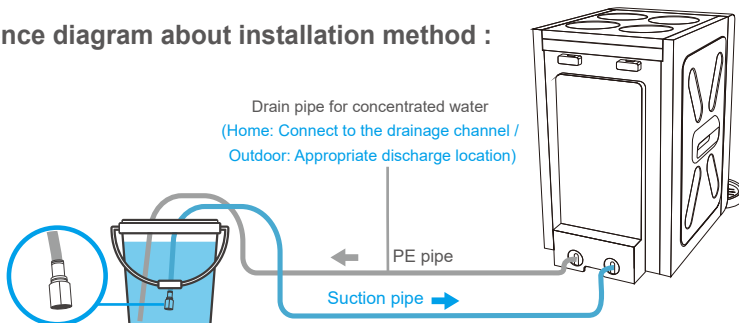 nce diagram about installation method :
Drain pipe for concentrated water
(Home: Connect to the drainage channel /
Outdoor: Appropriate discharge location)
PE pipe
Suction pipe